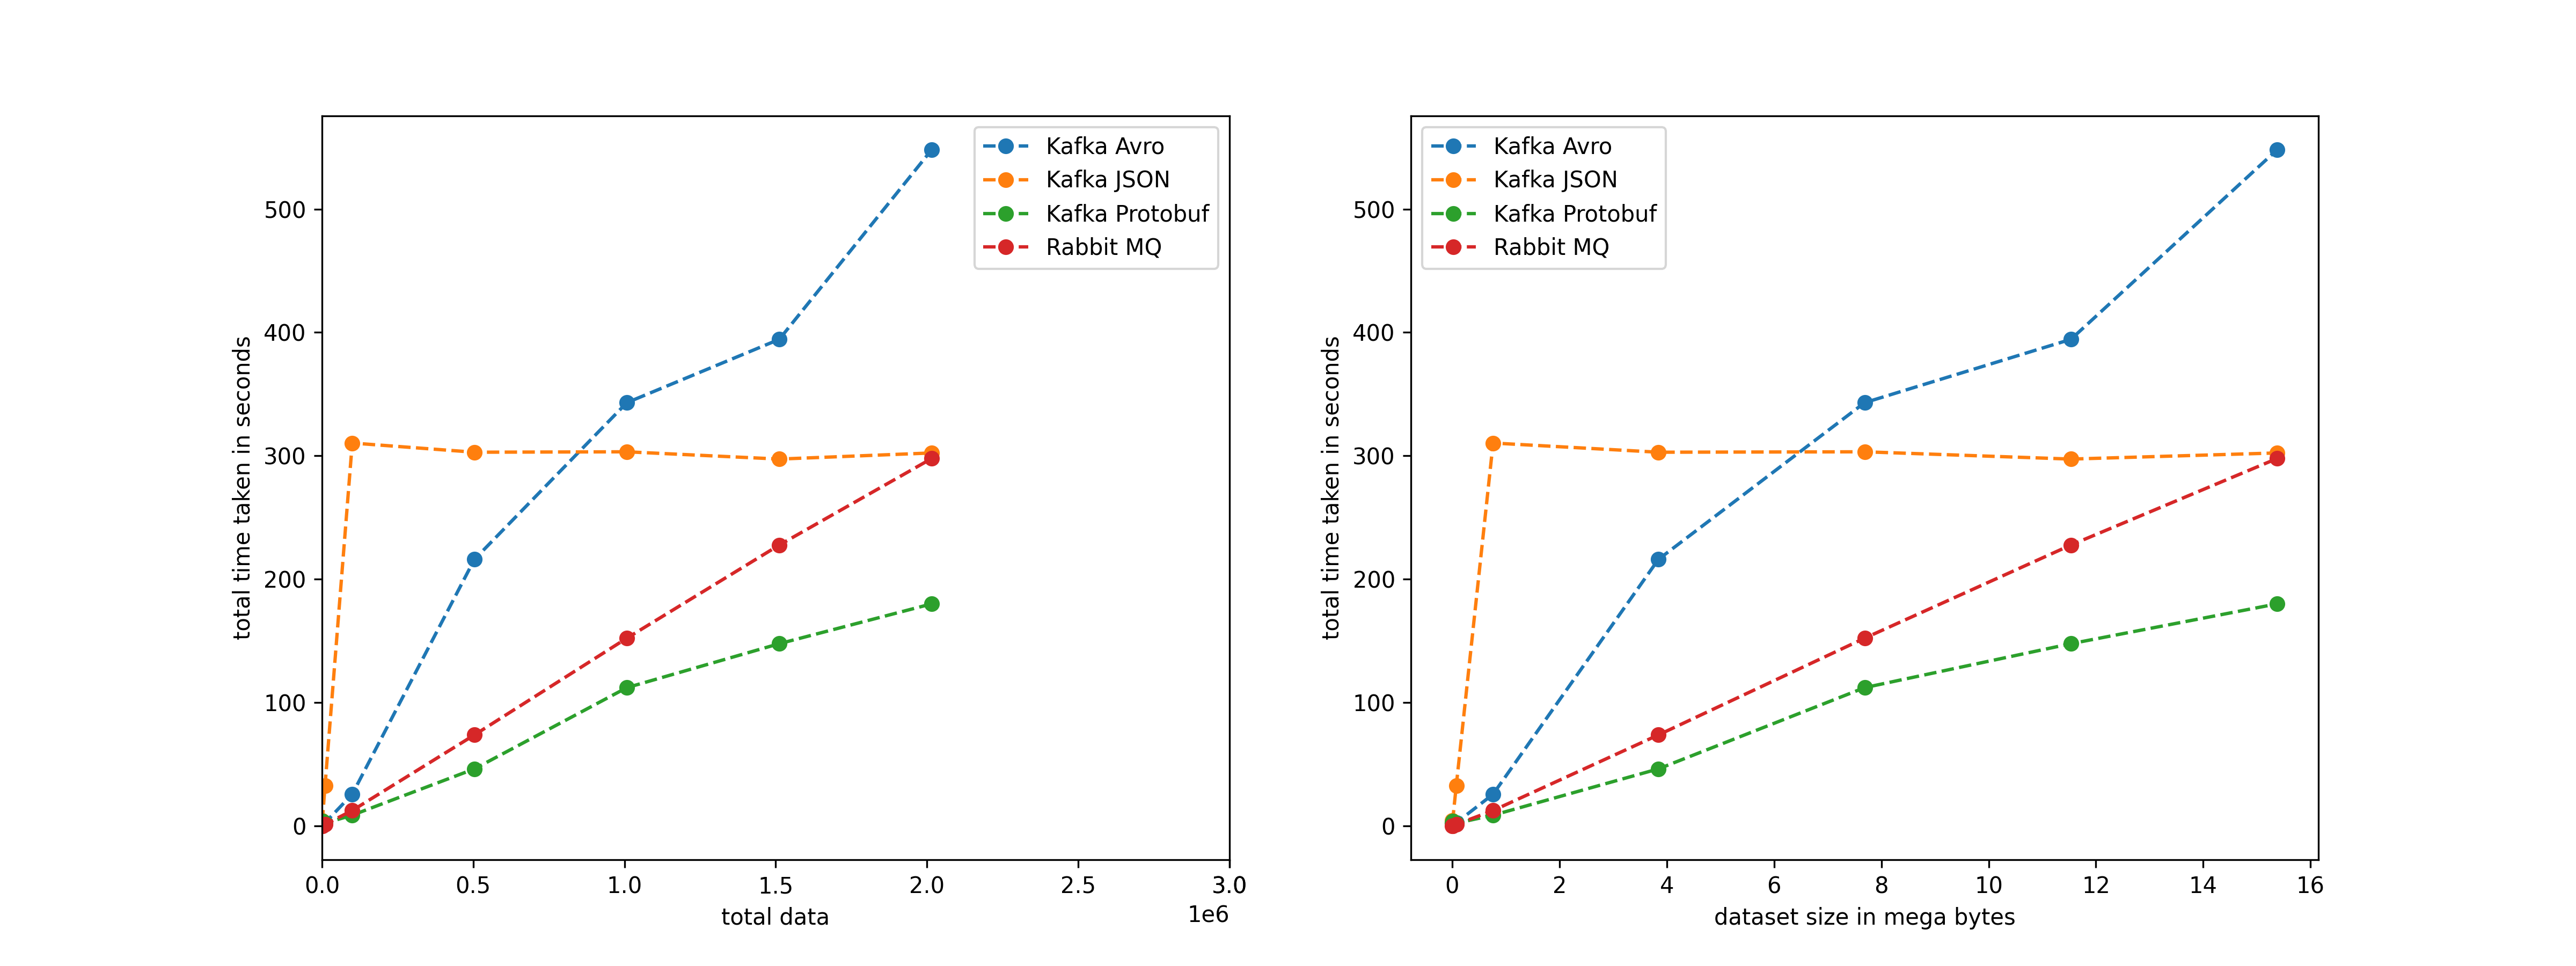 500
400
300
200
100
0
total time taken in seconds
0.0 0.5 1.0 1.5 2.0 2.5 3.0
1e6
total data
Kafka Avro
Kafka JSON
Kafka Protobuf
Rabbit MQ
500
400
300
200
100
0
total time taken in seconds
0 2 4 6 8 10 12 14 16
dataset size in mega bytes
Kafka Avro
Kafka JSON
Kafka Protobuf
Rabbit MQ